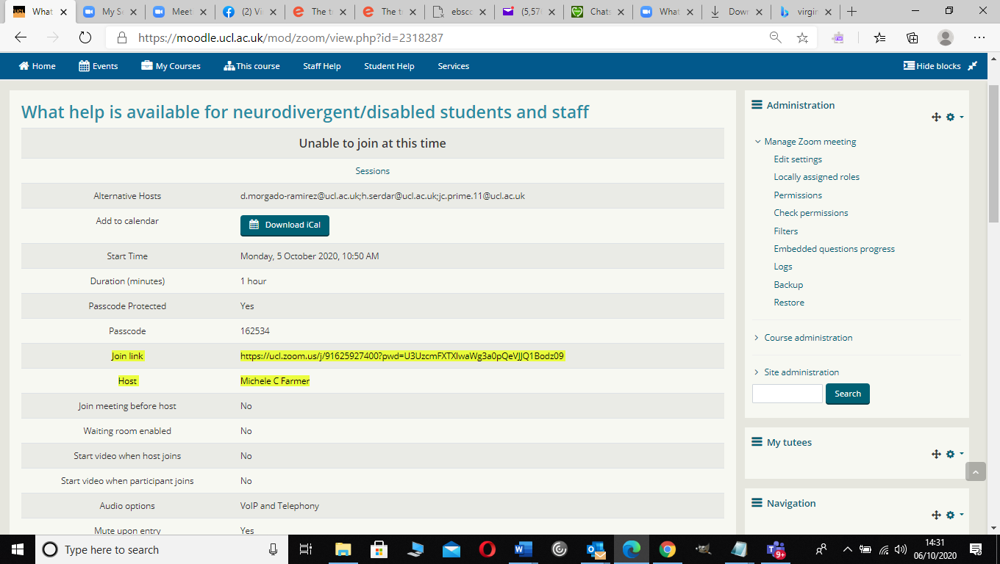 What
My Se
Meet
(2) Vi
The t
The t
ebsco
(5,57
Chats
What
Down
virgin
https://moodle.ucl.ac.uk/mod/zoom/view.php?id=2318287
Home Events My Courses This course Staff Help Student Help Services Hide blocks
What help is available for neurodivergent/disabled students and staff
Unable to join at this time
Sessions
Alternative Hosts d.morgado-ramirez@ucl.ac.uk;h.serdar@ucl.ac.uk;jc.prime.11@ucl.ac.uk
Add to calendar Download iCal
Start Time Monday, 5 October 2020, 10:50 AM
Duration (minutes) 1 hour
Passcode Protected Yes
Passcode 162534
Join link https://ucl.zoom.us/j/91625927400?pwd=U3UzcmFXTXlwaWg3a0pQeVJJQ1Bodz09
Host Michele C Farmer
Join meeting before host No
Waiting room enabled No
Start video when host joins No
Start video when participant joins No
Audio options VoIP and Telephony
Mute upon entry Yes
Administration
Manage Zoom meeting
Edit settings
Locally assigned roles
Permissions
Check permissions
Filters
Embedded questions progress
Logs
Backup
Restore
Course administration
Site administration
Search
My tutees
Navigation
Type here to search
9+
14:31
06/10/2020